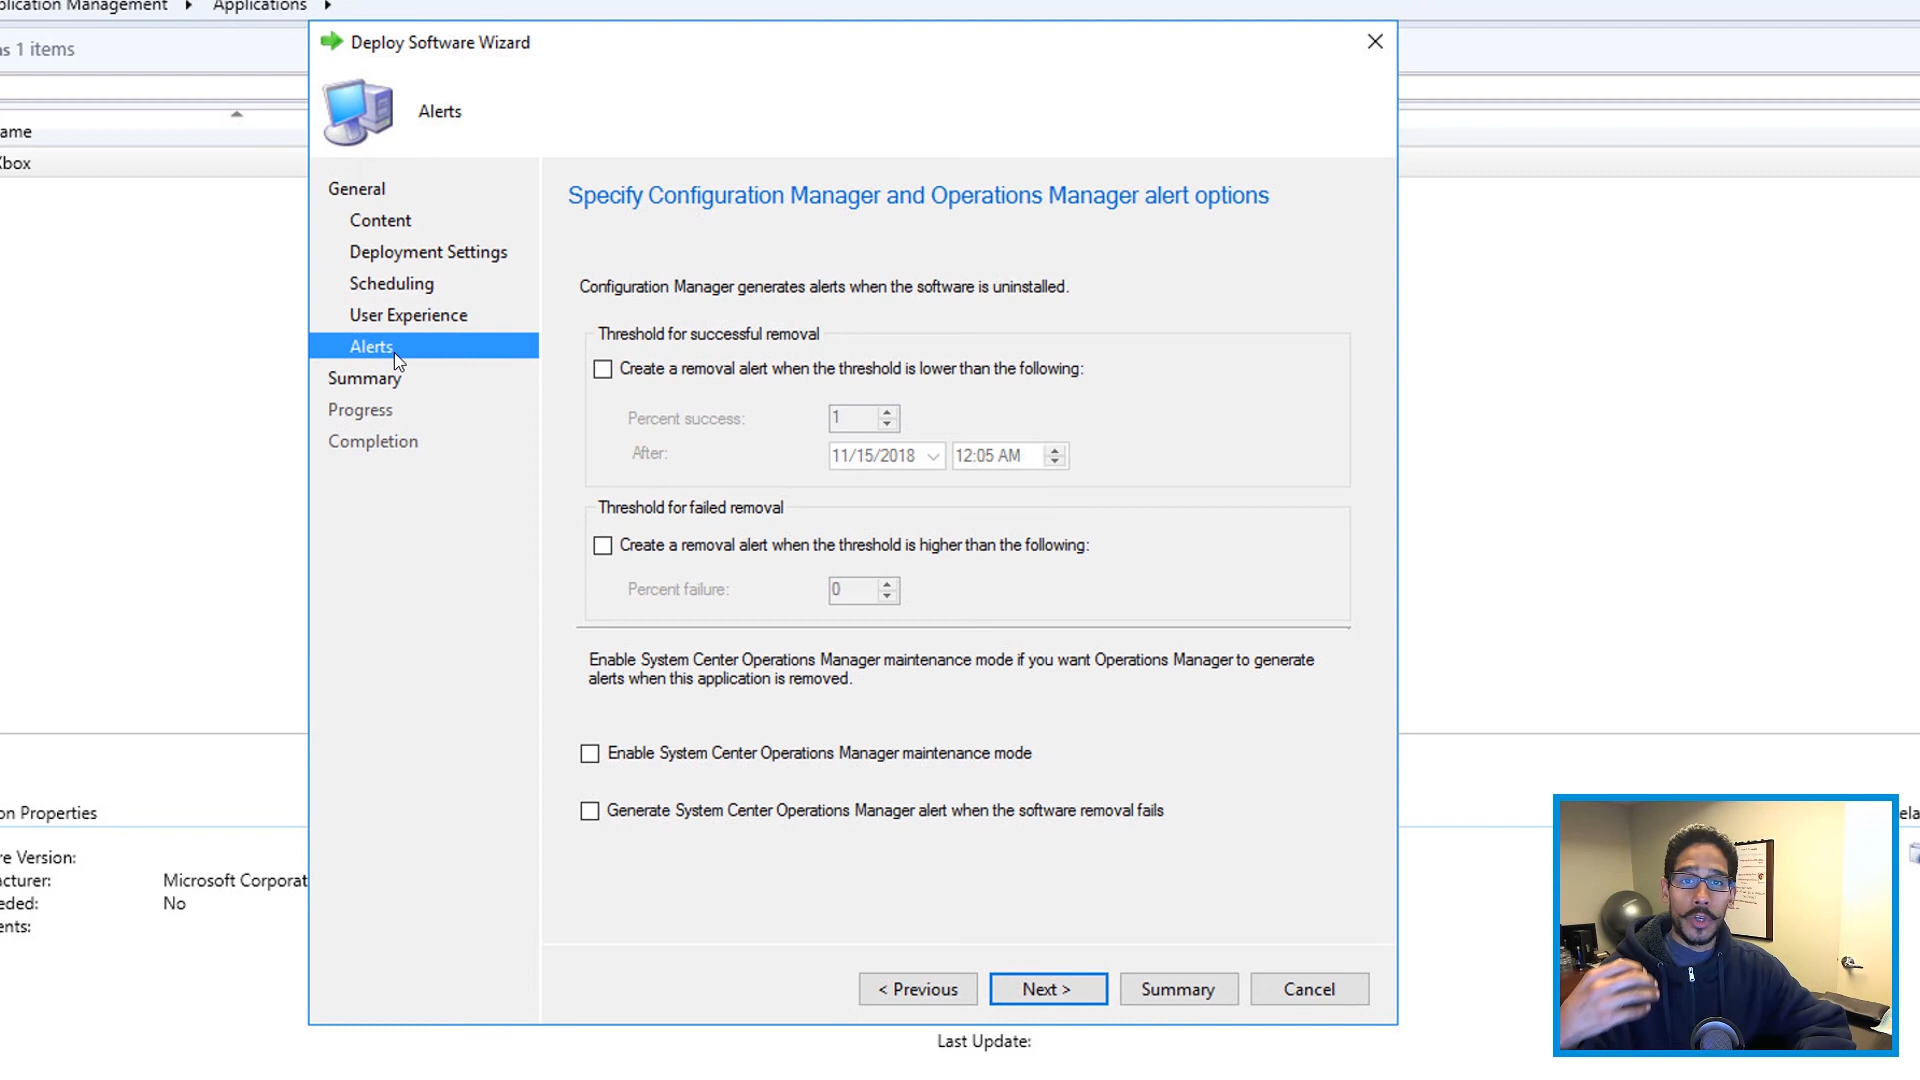 plication Management
Applications
as 1 items
Deploy Software Wizard
Alerts
ame
Xbox
General
Content
Deployment Settings
Scheduling
User Experience
Alerts
Summary
Progress
Completion
Specify Configuration Manager and Operations Manager alert options
Configuration Manager generates alerts when the software is uninstalled.
Threshold for successful removal
Create a removal alert when the threshold is lower than the following:
Percent success:
1
After:
11/15/2018
12:05 AM
Threshold for failed removal
Create a removal alert when the threshold is higher than the following:
Percent failure:
0
Enable System Center Operations Manager maintenance mode if you want Operations Manager to generate
alerts when this application is removed.
Enable System Center Operations Manager maintenance mode
Generate System Center Operations Manager alert when the software removal fails
< Previous
Next >
Summary
Cancel
on Properties
re Version:
acturer:
Microsoft Corporat
eded:
No
ents:
Last Update:
ela